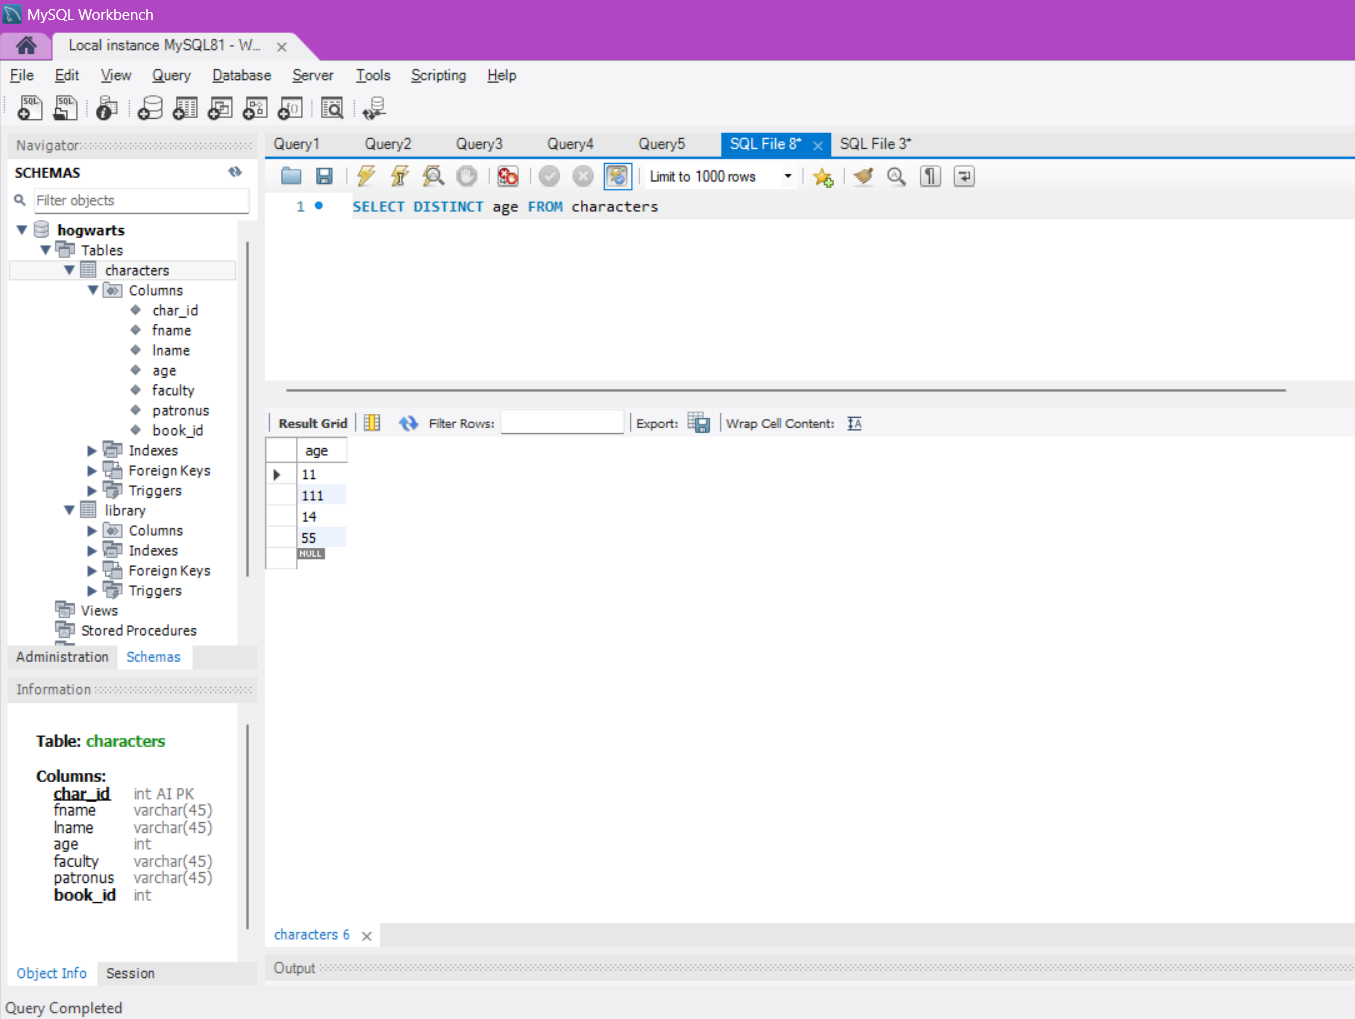 MySQL Workbench
Local instance MySQL81 - W...
File Edit View Query Database Server Tools Scripting Help
Navigator
SCHEMAS
Filter objects
hogwarts
Tables
characters
Columns
char_id
fname
lname
age
faculty
patronus
book_id
Indexes
Foreign Keys
Triggers
library
Columns
Indexes
Foreign Keys
Triggers
Views
Stored Procedures
Administration Schemas
Information
Table: characters
Columns:
char_id int AI PK
fname varchar(45)
lname varchar(45)
age int
faculty varchar(45)
patronus varchar(45)
book_id int
Object Info Session
Query1 Query2 Query3 Query4 Query5 SQL File 8* SQL File 3*
Limit to 1000 rows
1 SELECT DISTINCT age FROM characters
Result Grid Filter Rows: Export: Wrap Cell Content:
age
11
111
14
55
NULL
characters 6
Output
Query Completed